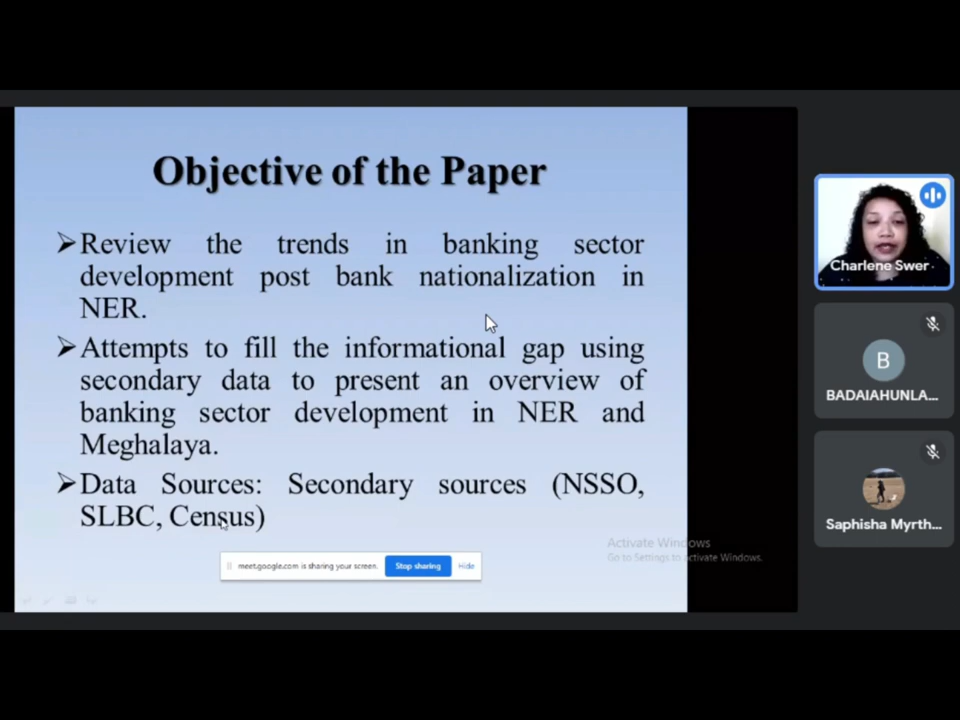 Objective of the Paper
➢Review the trends in banking sector
development post bank nationalization in
NER.
➢Attempts to fill the informational gap using
secondary data to present an overview of
banking sector development in NER and
Meghalaya.
➢Data Sources: Secondary sources (NSSO,
SLBC, Census)
Activate Windows
Go to Settings to activate Windows.
meet.google.com is sharing your screen.
Stop sharing
Hide
Charlene Swer
B
BADAIAHUNLA...
Saphisha Myrth...